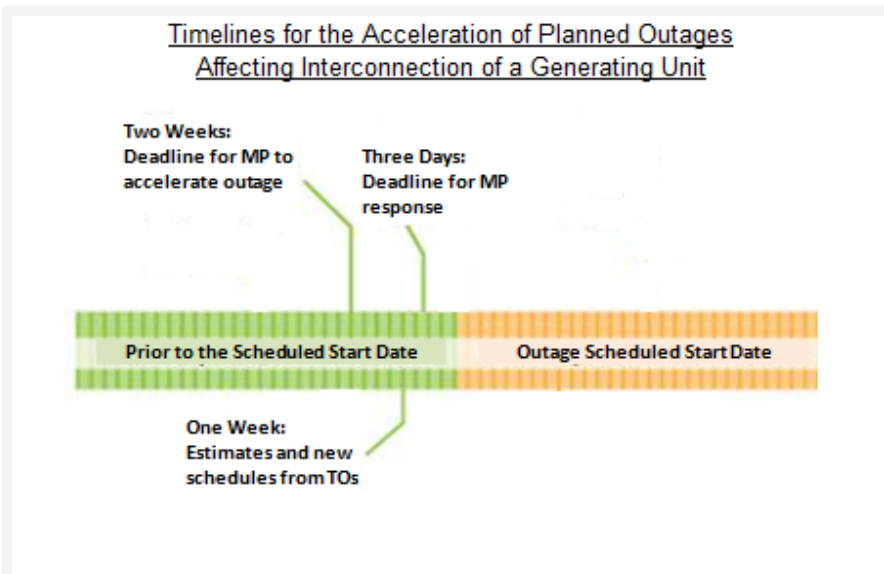 Timelines for the Acceleration of Planned Outages
Affecting Interconnection of a Generating Unit
Two Weeks:
Deadline for MP to
accelerate outage
Three Days:
Deadline for MP
response
Prior to the Scheduled Start Date
Outage Scheduled Start Date
One Week:
Estimates and new
schedules from TOs